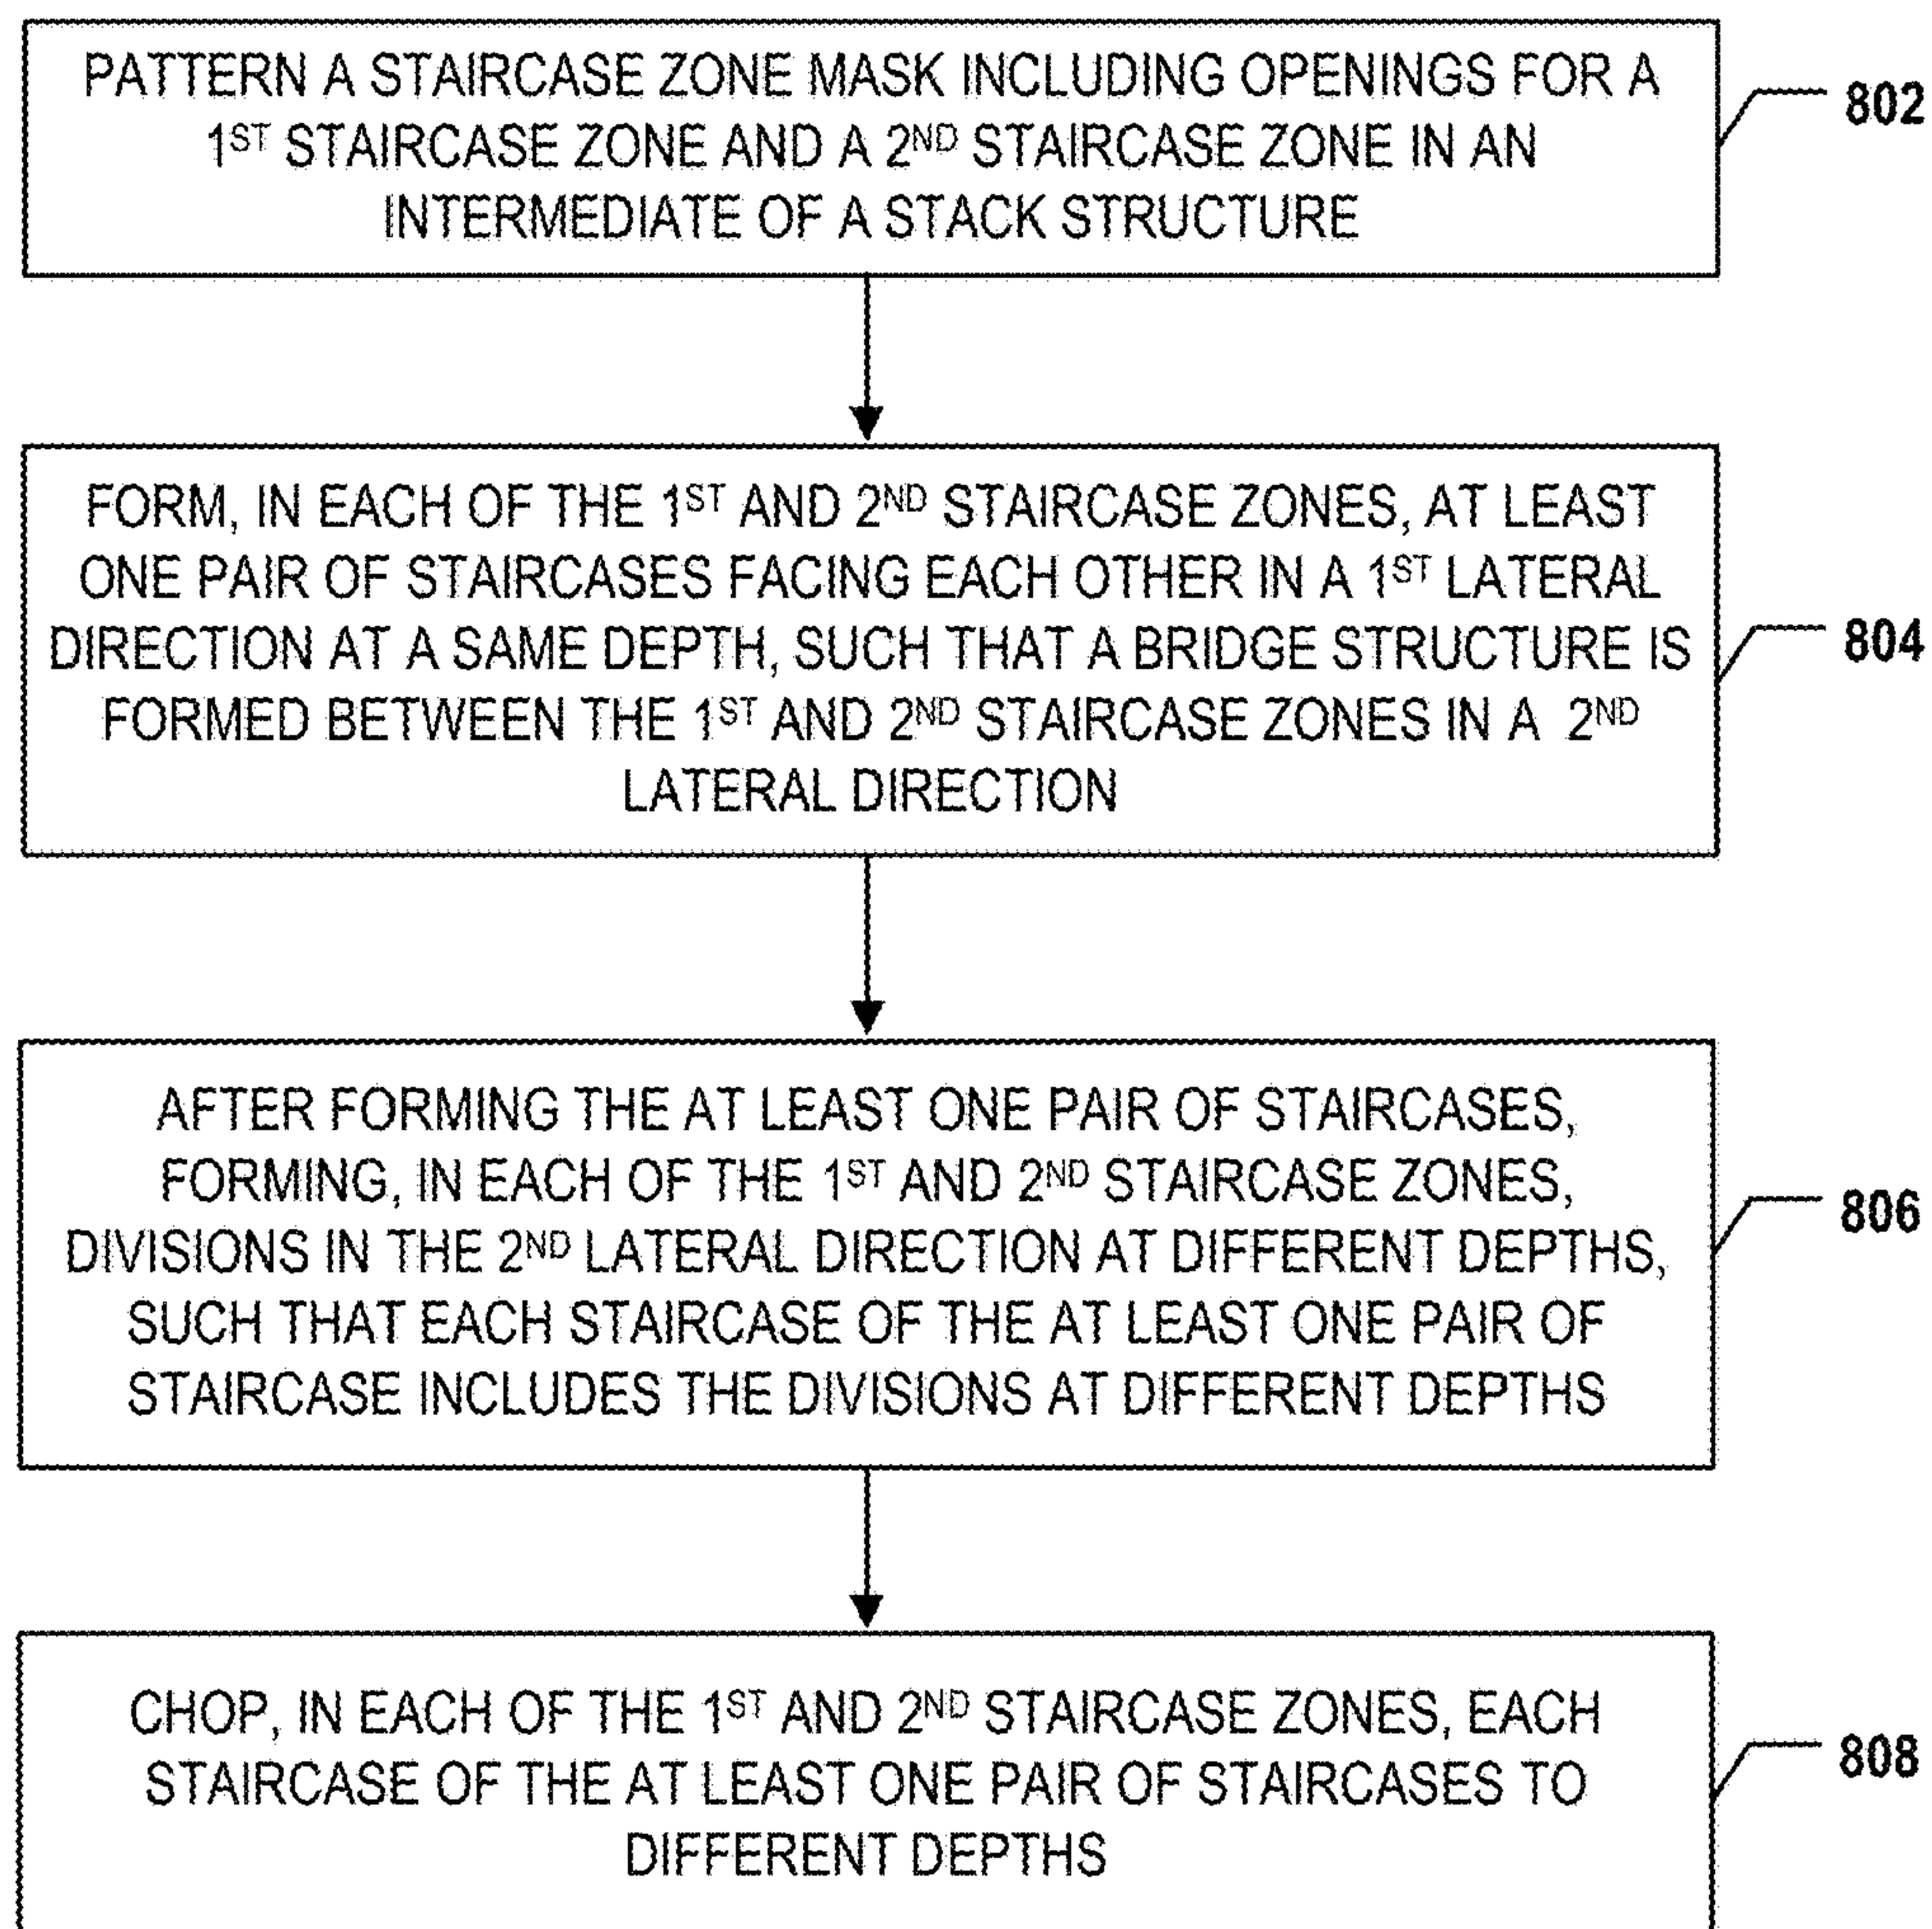 PATTERN A STAIRCASE ZONE MASK INCLUDING OPENINGS FOR A
1ST STAIRCASE ZONE AND A 2ND STAIRCASE ZONE IN AN
INTERMEDIATE OF A STACK STRUCTURE
802
FORM, IN EACH OF THE 1ST AND 2ND STAIRCASE ZONES, AT LEAST
ONE PAIR OF STAIRCASES FACING EACH OTHER IN A 1ST LATERAL
DIRECTION AT A SAME DEPTH, SUCH THAT A BRIDGE STRUCTURE IS
FORMED BETWEEN THE 1ST AND 2ND STAIRCASE ZONES IN A 2ND
LATERAL DIRECTION
804
AFTER FORMING THE AT LEAST ONE PAIR OF STAIRCASES,
FORMING, IN EACH OF THE 1ST AND 2ND STAIRCASE ZONES,
DIVISIONS IN THE 2ND LATERAL DIRECTION AT DIFFERENT DEPTHS,
SUCH THAT EACH STAIRCASE OF THE AT LEAST ONE PAIR OF
STAIRCASE INCLUDES THE DIVISIONS AT DIFFERENT DEPTHS
806
CHOP, IN EACH OF THE 1ST AND 2ND STAIRCASE ZONES, EACH
STAIRCASE OF THE AT LEAST ONE PAIR OF STAIRCASES TO
DIFFERENT DEPTHS
808